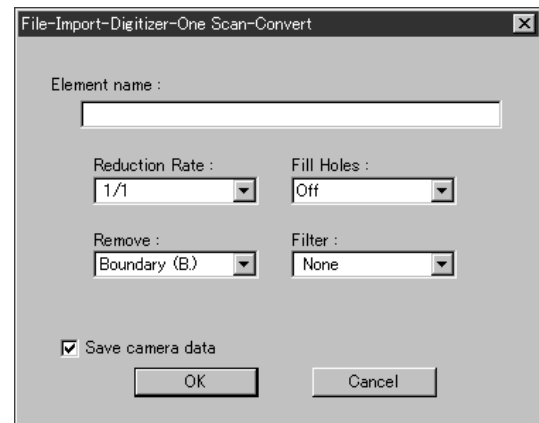 File-Import-Digitizer-One Scan-Convert
Element name :
Reduction Rate : Fill Holes :
1/1 Off
Remove : Filter :
Boundary (B.) None
Save camera data
OK Cancel